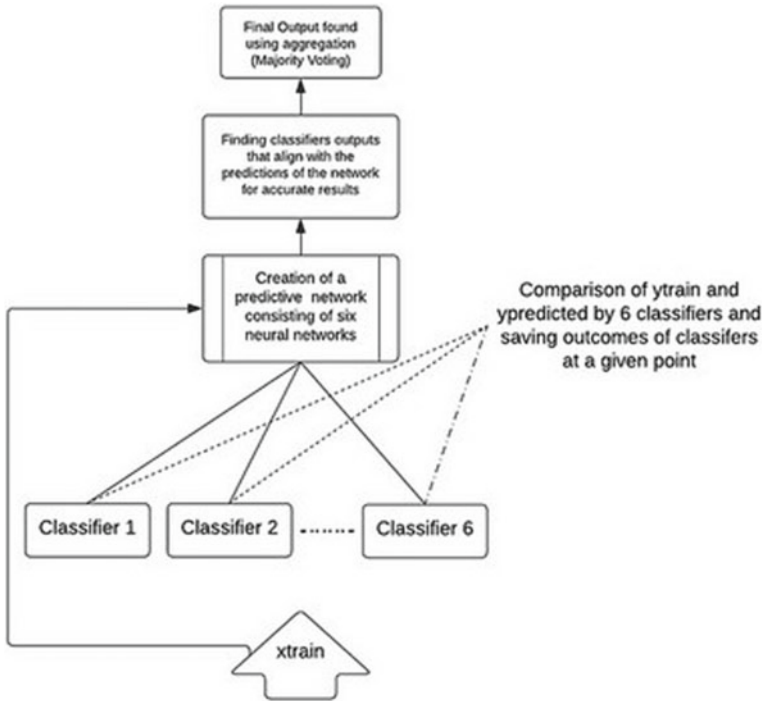 Final Output found
using aggregation
(Majority Voting)
Finding classifiers outputs
that align with the
predictions of the network
for accurate results
Creation of a
predictive network
consisting of six
neural networks
Comparison of ytrain and
ypredicted by 6 classifiers and
saving outcomes of classifers
at a given point
Classifier 1
Classifier 2
Classifier 6
xtrain